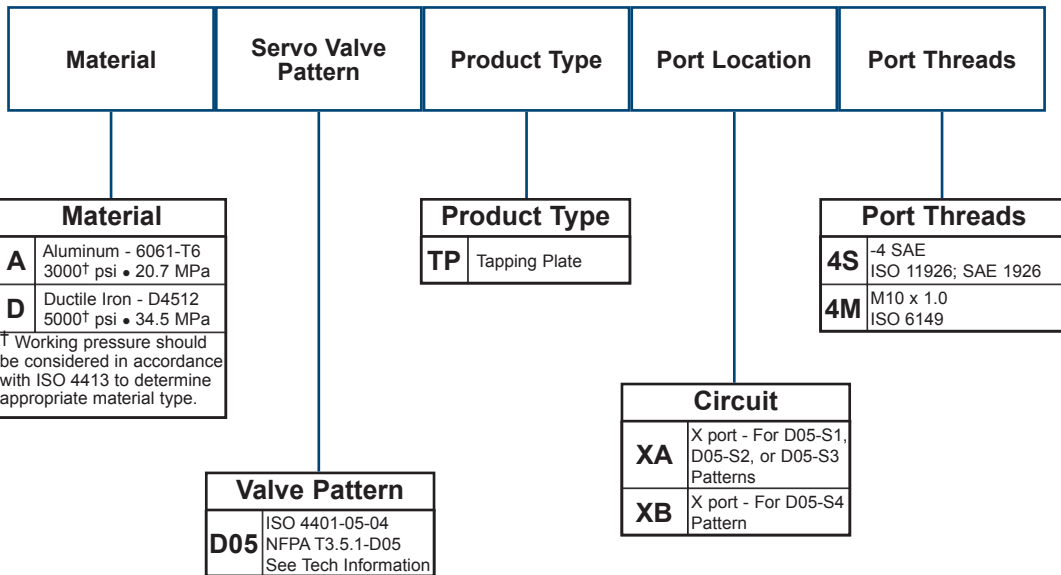 Material
Servo Valve
Pattern
Product Type
Port Location
Port Threads
Material
A
Aluminum - 6061-T6
3000† psi • 20.7 MPa
D
Ductile Iron - D4512
5000† psi • 34.5 MPa
† Working pressure should
be considered in accordance
with ISO 4413 to determine
appropriate material type.
Product Type
TP
Tapping Plate
Port Threads
4S
-4 SAE
ISO 11926; SAE 1926
4M
M10 x 1.0
ISO 6149
Circuit
XA
X port - For D05-S1,
D05-S2, or D05-S3
Patterns
XB
X port - For D05-S4
Pattern
Valve Pattern
D05
ISO 4401-05-04
NFPA T3.5.1-D05
See Tech Information